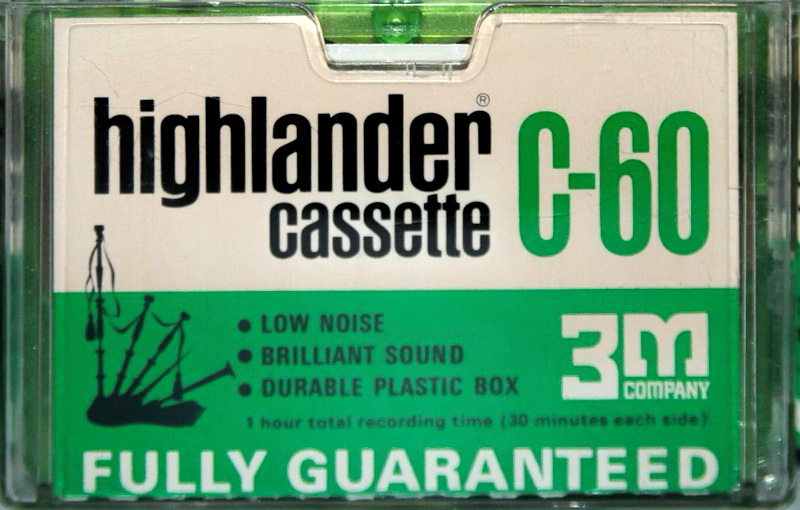 highlander®
cassette
C-60
• LOW NOISE
• BRILLIANT SOUND
• DURABLE PLASTIC BOX
3M
COMPANY
1 hour total recording time (30 minutes each side)
FULLY GUARANTEED